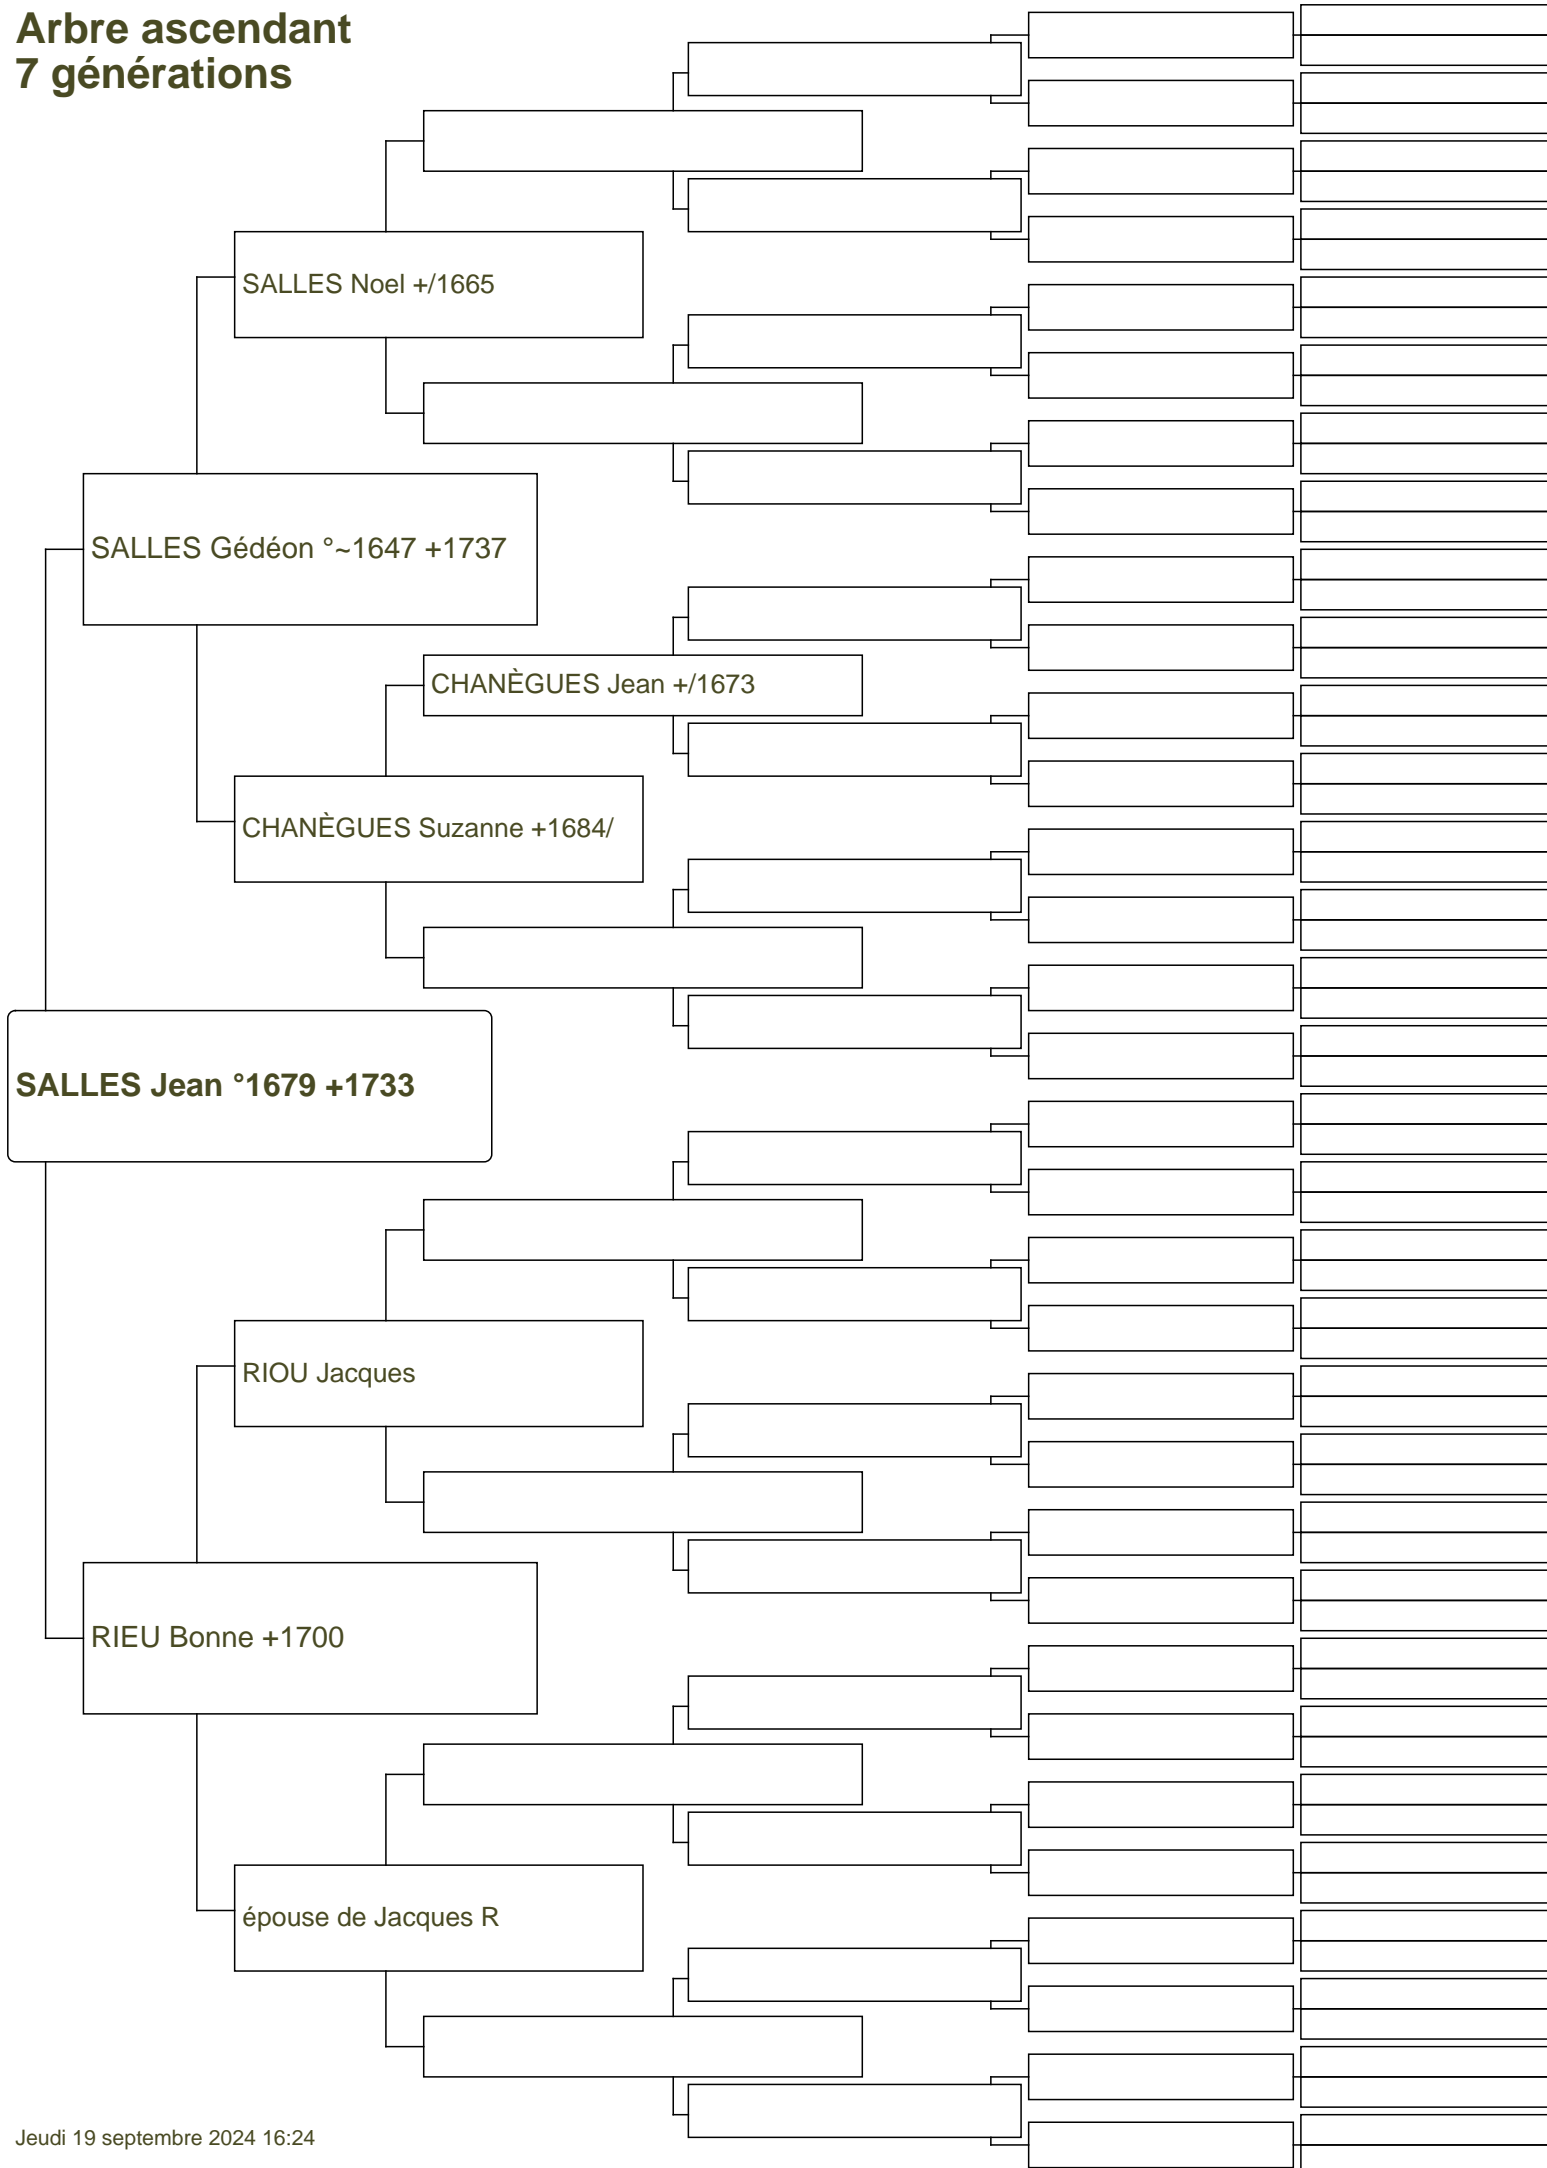 Arbre ascendant
7 générations
SALLES Noel +/1665
SALLES Gédéon °~1647 +1737
CHANÈGUES Jean +/1673
CHANÈGUES Suzanne +1684/
SALLES Jean °1679 +1733
RIOU Jacques
RIEU Bonne +1700
épouse de Jacques R
Jeudi 19 septembre 2024 16:24